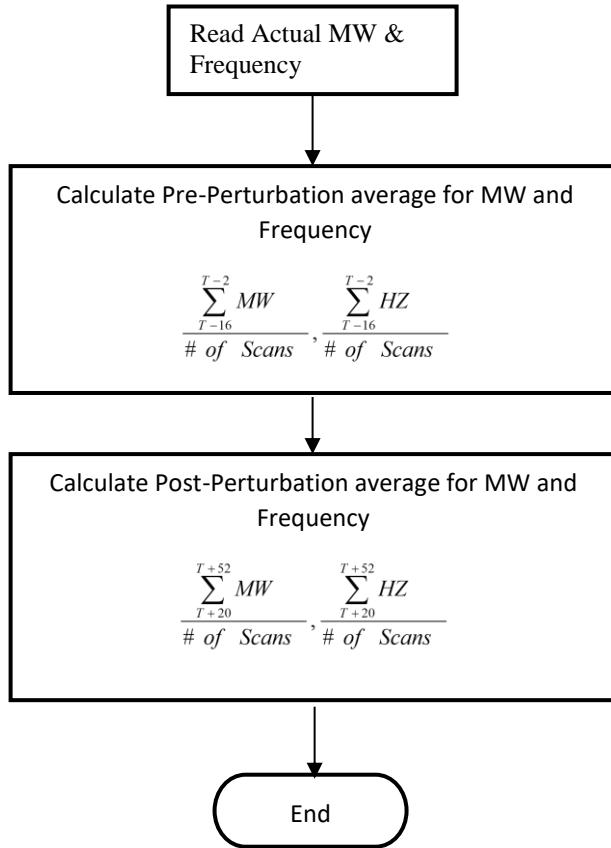 Read Actual MW &
Frequency
Calculate Pre-Perturbation average for MW and
Frequency
T−2 T−2
∑ MW ∑ HZ
T−16 T−16
# of Scans , # of Scans
Calculate Post-Perturbation average for MW and
Frequency
T+52 T+52
∑ MW ∑ HZ
T+20 T+20
# of Scans , # of Scans
End